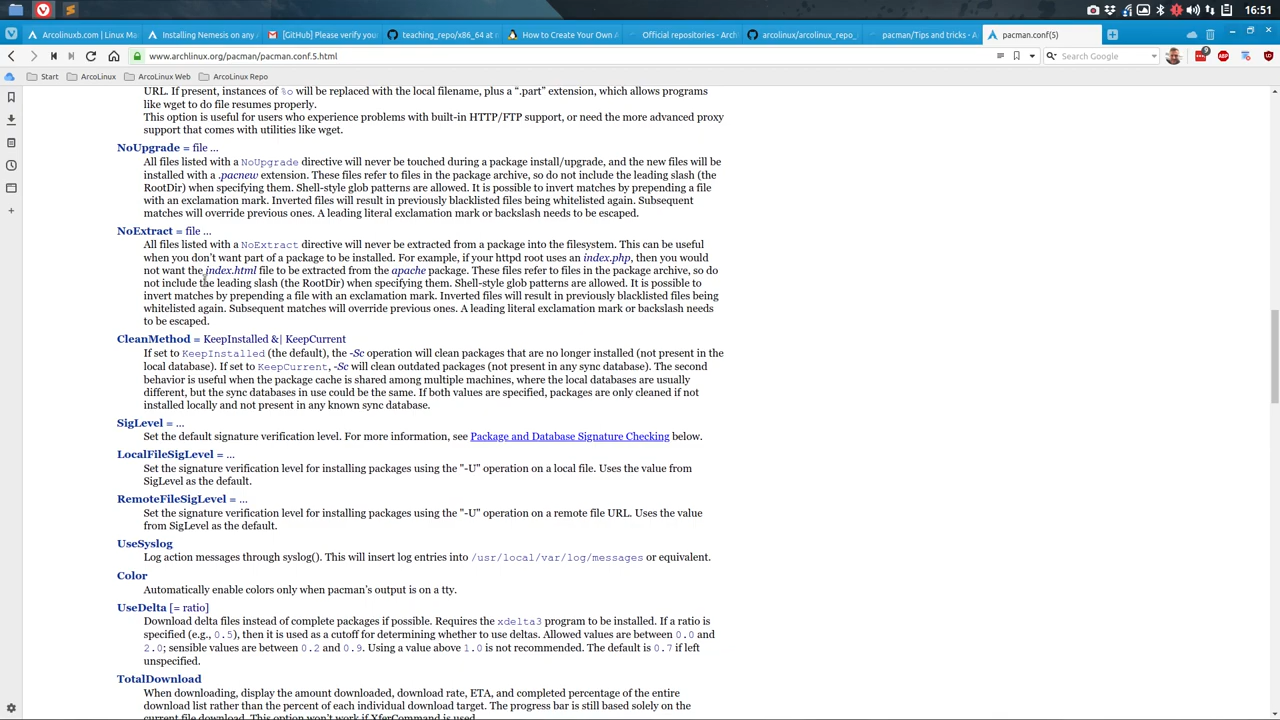 16:51
Arcolinuxb.com | Linux Ma
Installing Nemesis on any
[GitHub] Please verify your
teaching_repo/x86_64 at m
How to Create Your Own A
Official repositories - Arch
arcolinux/arcolinux_repo_
pacman/Tips and tricks - A
pacman.conf(5)
www.archlinux.org/pacman/pacman.conf.5.html
Search Google
Start
ArcoLinux
ArcoLinux Web
ArcoLinux Repo
URL. If present, instances of %o will be replaced with the local filename, plus a “.part” extension, which allows programs
like wget to do file resumes properly.
This option is useful for users who experience problems with built-in HTTP/FTP support, or need the more advanced proxy
support that comes with utilities like wget.
NoUpgrade = file ...
All files listed with a NoUpgrade directive will never be touched during a package install/upgrade, and the new files will be
installed with a .pacnew extension. These files refer to files in the package archive, so do not include the leading slash (the
RootDir) when specifying them. Shell-style glob patterns are allowed. It is possible to invert matches by prepending a file
with an exclamation mark. Inverted files will result in previously blacklisted files being whitelisted again. Subsequent
matches will override previous ones. A leading literal exclamation mark or backslash needs to be escaped.
NoExtract = file ...
All files listed with a NoExtract directive will never be extracted from a package into the filesystem. This can be useful
when you don’t want part of a package to be installed. For example, if your httpd root uses an index.php, then you would
not want the index.html file to be extracted from the apache package. These files refer to files in the package archive, so do
not include the leading slash (the RootDir) when specifying them. Shell-style glob patterns are allowed. It is possible to
invert matches by prepending a file with an exclamation mark. Inverted files will result in previously blacklisted files being
whitelisted again. Subsequent matches will override previous ones. A leading literal exclamation mark or backslash needs
to be escaped.
CleanMethod = KeepInstalled &| KeepCurrent
If set to KeepInstalled (the default), the -Sc operation will clean packages that are no longer installed (not present in the
local database). If set to KeepCurrent, -Sc will clean outdated packages (not present in any sync database). The second
behavior is useful when the package cache is shared among multiple machines, where the local databases are usually
different, but the sync databases in use could be the same. If both values are specified, packages are only cleaned if not
installed locally and not present in any known sync database.
SigLevel = ...
Set the default signature verification level. For more information, see Package and Database Signature Checking below.
LocalFileSigLevel = ...
Set the signature verification level for installing packages using the "-U" operation on a local file. Uses the value from
SigLevel as the default.
RemoteFileSigLevel = ...
Set the signature verification level for installing packages using the "-U" operation on a remote file URL. Uses the value
from SigLevel as the default.
UseSyslog
Log action messages through syslog(). This will insert log entries into /usr/local/var/log/messages or equivalent.
Color
Automatically enable colors only when pacman’s output is on a tty.
UseDelta [= ratio]
Download delta files instead of complete packages if possible. Requires the xdelta3 program to be installed. If a ratio is
specified (e.g., 0.5), then it is used as a cutoff for determining whether to use deltas. Allowed values are between 0.0 and
2.0; sensible values are between 0.2 and 0.9. Using a value above 1.0 is not recommended. The default is 0.7 if left
unspecified.
TotalDownload
When downloading, display the amount downloaded, download rate, ETA, and completed percentage of the entire
download list rather than the percent of each individual download target. The progress bar is still based solely on the
current file download. This option won’t work if XferCommand is used.